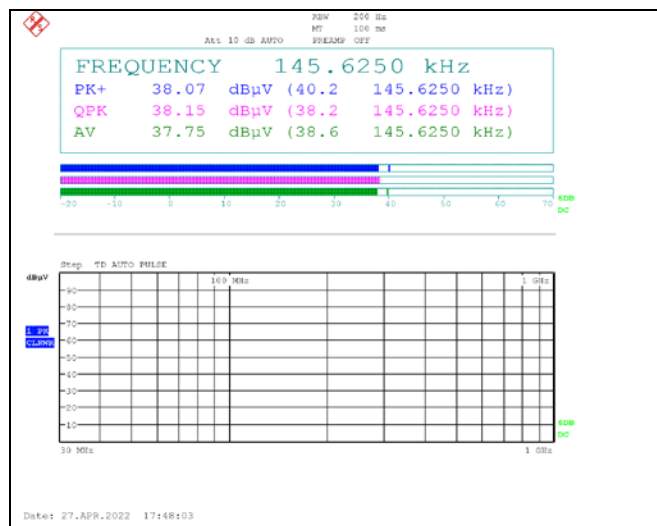 RBW 200 Hz
MT 100 ms
Att 10 dB AUTO PREAMP OFF
FREQUENCY 145.6250 kHz
PK+ 38.07 dBµV (40.2 145.6250 kHz)
QPK 38.15 dBµV (38.2 145.6250 kHz)
AV 37.75 dBµV (38.6 145.6250 kHz)
-20 -10 0 10 20 30 40 50 60 70
6DB
DC
Step TD AUTO PULSE
dBµV
100 MHz 1 GHz
90
80
70
1 PK
CLRWR
60
50
40
30
20
10
6DB
DC
30 MHz 1 GHz
Date: 27.APR.2022 17:48:03